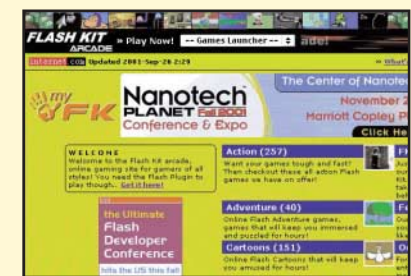 FLASH KIT
ARCADE
» Play Now!
-- Games Launcher --
ade!
internet.com Updated 2001-Sep-26 2:29
» What's
my
FK
Nanotech
PLANET Fall 2001
Conference & Expo
The Center of Nanotec
November 2
Marriott Copley P
Click He
WELCOME
Welcome to the Flash Kit arcade,
online gaming site for gamers of all
styles! You need the Flash Plugin to
play though.. Get it here!
Action (257)
Want your games tough and fast?
Then checkout these all action Flash
games we have on offer!
the Ultimate
Flash
Developer
Conference
hits the US this fall
Adventure (40)
Online Flash Adventure games,
games that will keep you immersed
and puzzled for hours!
Cartoons (151)
Online Flash Cartoons that will keep
you amused for hours!